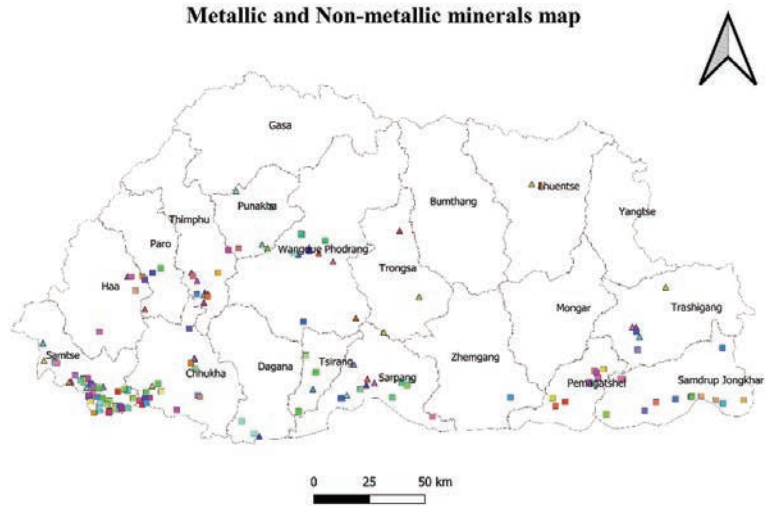 Metallic and Non-metallic minerals map
Gasa
Punakha
Thimphu
Paro
Haa
Wangdue Phodrang
Bumthang
Lhuentse
Yangtse
Trongsa
Mongar
Trashigang
Samtse
Chhukha
Dagana
Tsirang
Sarpang
Zhemgang
Pemagatshel
Samdrup Jongkhar
0 25 50 km